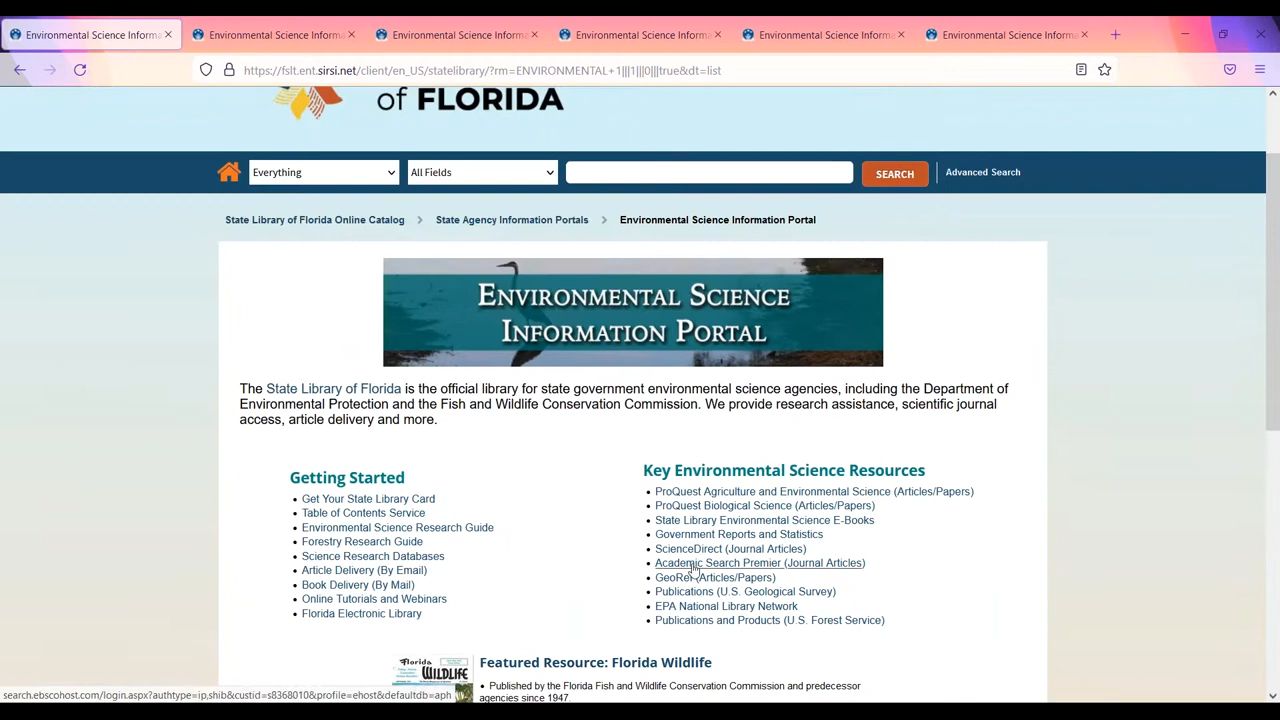 Environmental Science Informa
Environmental Science Informa
Environmental Science Informa
Environmental Science Informa
Environmental Science Informa
Environmental Science Informa
https://fslt.ent.sirsi.net/client/en_US/statelibrary/?rm=ENVIRONMENTAL+1|||1|||0|||true&dt=list
of FLORIDA
Everything
All Fields
SEARCH
Advanced Search
State Library of Florida Online Catalog
State Agency Information Portals
Environmental Science Information Portal
ENVIRONMENTAL SCIENCE
INFORMATION PORTAL
The State Library of Florida is the official library for state government environmental science agencies, including the Department of
Environmental Protection and the Fish and Wildlife Conservation Commission. We provide research assistance, scientific journal
access, article delivery and more.
Getting Started
• Get Your State Library Card
• Table of Contents Service
• Environmental Science Research Guide
• Forestry Research Guide
• Science Research Databases
• Article Delivery (By Email)
• Book Delivery (By Mail)
• Online Tutorials and Webinars
• Florida Electronic Library
Key Environmental Science Resources
• ProQuest Agriculture and Environmental Science (Articles/Papers)
• ProQuest Biological Science (Articles/Papers)
• State Library Environmental Science E-Books
• Government Reports and Statistics
• ScienceDirect (Journal Articles)
• Academic Search Premier (Journal Articles)
• GeoRef (Articles/Papers)
• Publications (U.S. Geological Survey)
• EPA National Library Network
• Publications and Products (U.S. Forest Service)
Florida
WILDLIFE
Featured Resource: Florida Wildlife
• Published by the Florida Fish and Wildlife Conservation Commission and predecessor
agencies since 1947.
search.ebscohost.com/login.aspx?authtype=ip,shib&custid=s8368010&profile=ehost&defaultdb=aph